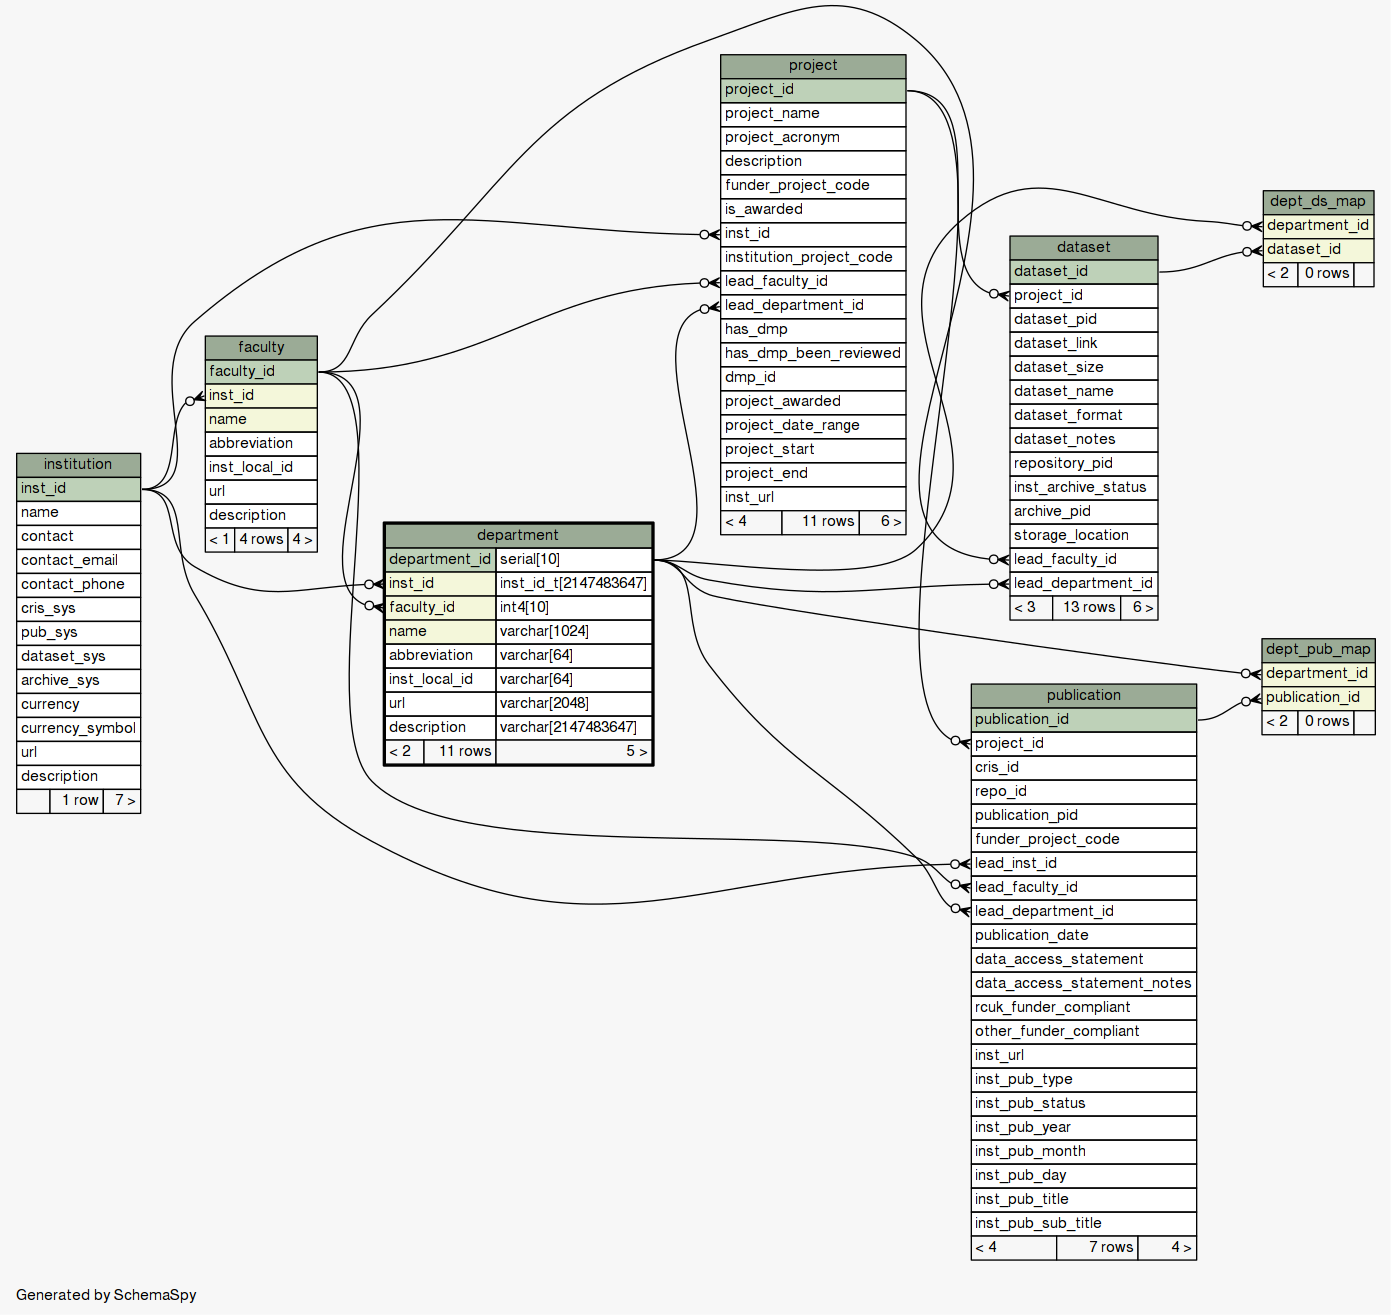 project
project_id
project_name
project_acronym
description
funder_project_code
is_awarded
inst_id
institution_project_code
lead_faculty_id
lead_department_id
has_dmp
has_dmp_been_reviewed
dmp_id
project_awarded
project_date_range
project_start
project_end
inst_url
< 4 11 rows 6 >
dept_ds_map
department_id
dataset_id
< 2 0 rows
dataset
dataset_id
project_id
dataset_pid
dataset_link
dataset_size
dataset_name
dataset_format
dataset_notes
repository_pid
inst_archive_status
archive_pid
storage_location
lead_faculty_id
lead_department_id
< 3 13 rows 6 >
faculty
faculty_id
inst_id
name
abbreviation
inst_local_id
url
description
< 1 4 rows 4 >
institution
inst_id
name
contact
contact_email
contact_phone
cris_sys
pub_sys
dataset_sys
archive_sys
currency
currency_symbol
url
description
1 row 7 >
department
department_id serial[10]
inst_id inst_id_t[2147483647]
faculty_id int4[10]
name varchar[1024]
abbreviation varchar[64]
inst_local_id varchar[64]
url varchar[2048]
description varchar[2147483647]
< 2 11 rows 5 >
dept_pub_map
department_id
publication_id
< 2 0 rows
publication
publication_id
project_id
cris_id
repo_id
publication_pid
funder_project_code
lead_inst_id
lead_faculty_id
lead_department_id
publication_date
data_access_statement
data_access_statement_notes
rcuk_funder_compliant
other_funder_compliant
inst_url
inst_pub_type
inst_pub_status
inst_pub_year
inst_pub_month
inst_pub_day
inst_pub_title
inst_pub_sub_title
< 4 7 rows 4 >
Generated by SchemaSpy